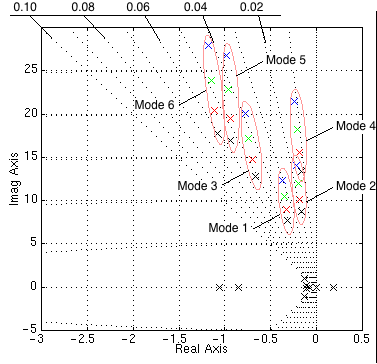 0.10 0.08 0.06 0.04 0.02
25
Mode 5
20
Mode 6
Mode 4
15
Mode 3
Mode 2
10
Mode 1
5
0
-5
-3 -2.5 -2 -1.5 -1 -0.5 0 0.5
Imag Axis
Real Axis